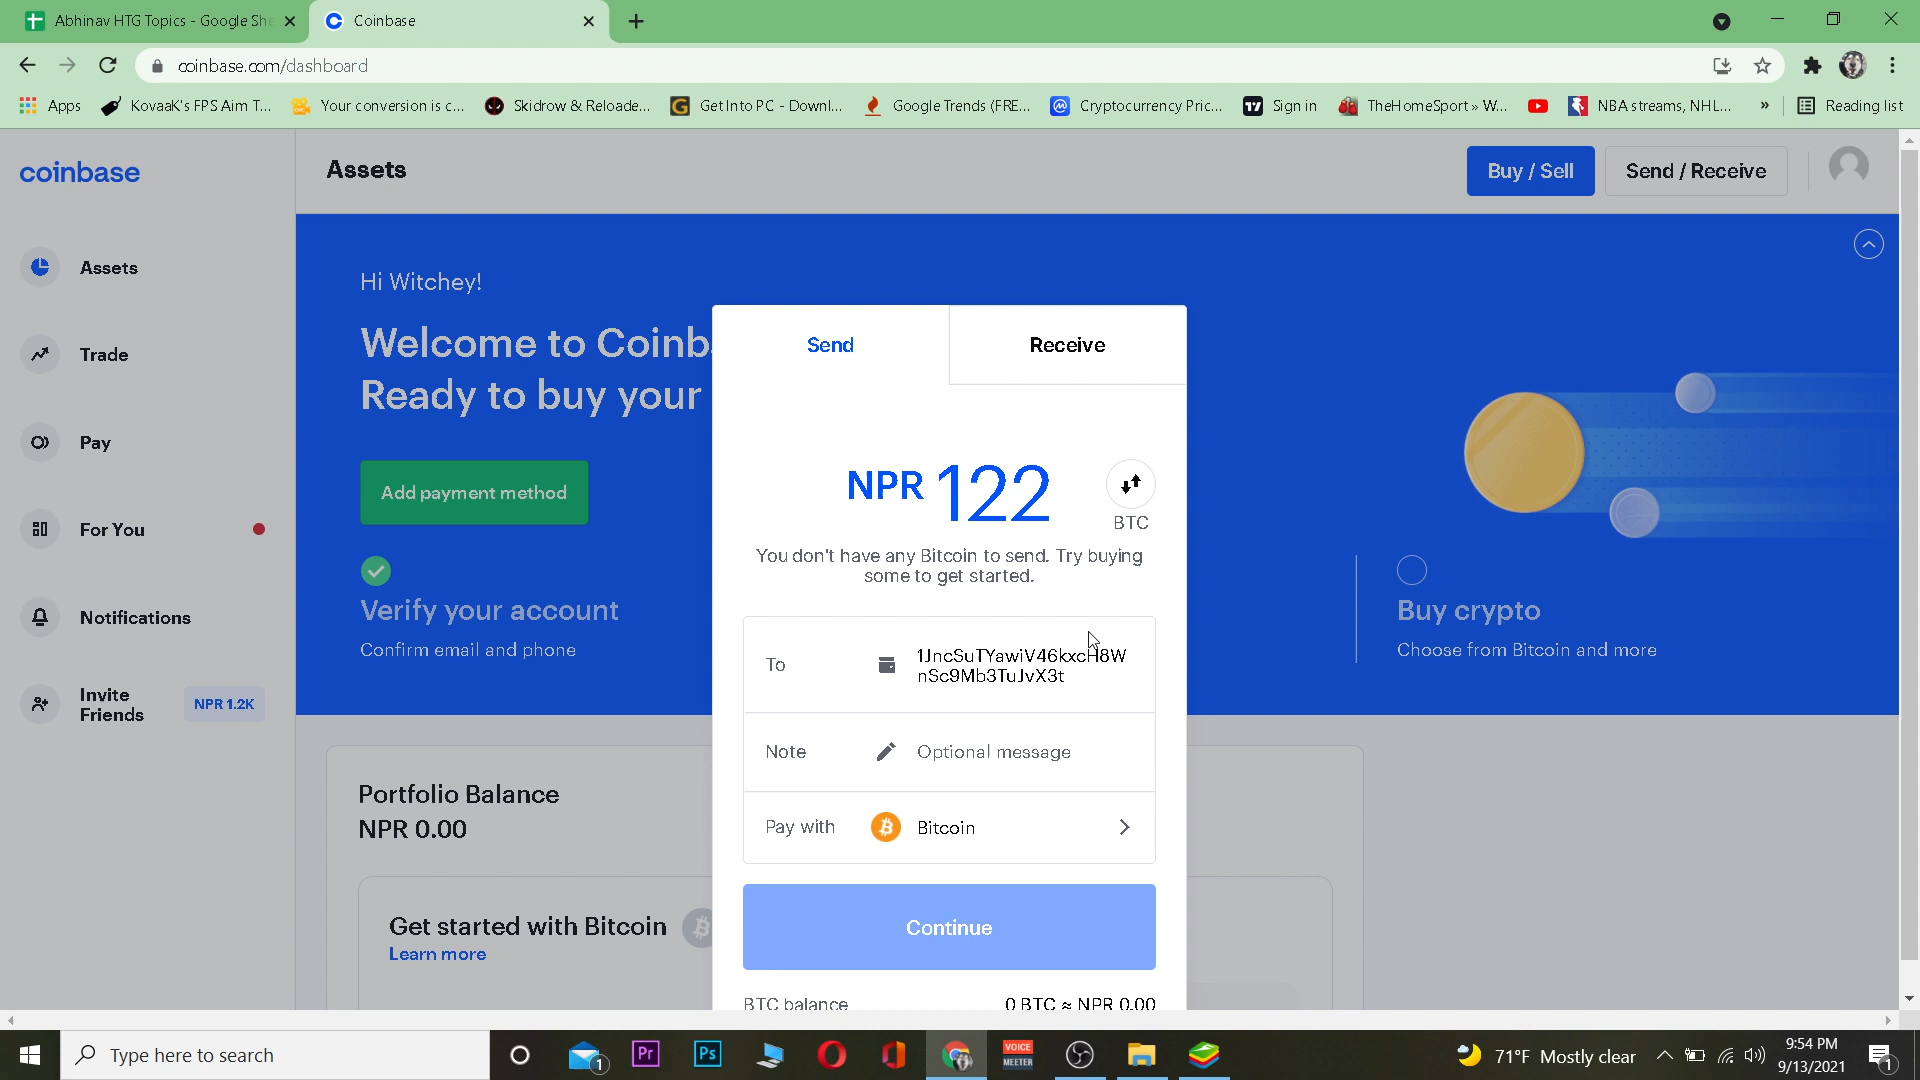 Abhinav HTG Topics - Google She
Coinbase
coinbase.com/dashboard
Apps
KovaaK's FPS Aim T...
Your conversion is c...
Skidrow & Reloade...
Get Into PC - Downl...
Google Trends (FRE...
Cryptocurrency Pric...
Sign in
TheHomeSport » W...
NBA streams, NHL...
»
Reading list
coinbase
Assets
Buy / Sell
Send / Receive
Assets
Trade
Pay
For You
Notifications
Invite
Friends
NPR 1.2K
Hi Witchey!
Welcome to Coinb
Ready to buy your
Add payment method
Verify your account
Confirm email and phone
Buy crypto
Choose from Bitcoin and more
Send
Receive
NPR 122
BTC
You don't have any Bitcoin to send. Try buying
some to get started.
To
1JncSuTYawiV46kxcH8W
nSc9Mb3TuJvX3t
Note
Optional message
Pay with
Bitcoin
Continue
BTC balance
0 BTC ≈ NPR 0.00
Portfolio Balance
NPR 0.00
Get started with Bitcoin
Learn more
Type here to search
1
Pr
Ps
VOICE
MEETER
71°F Mostly clear
9:54 PM
9/13/2021
1